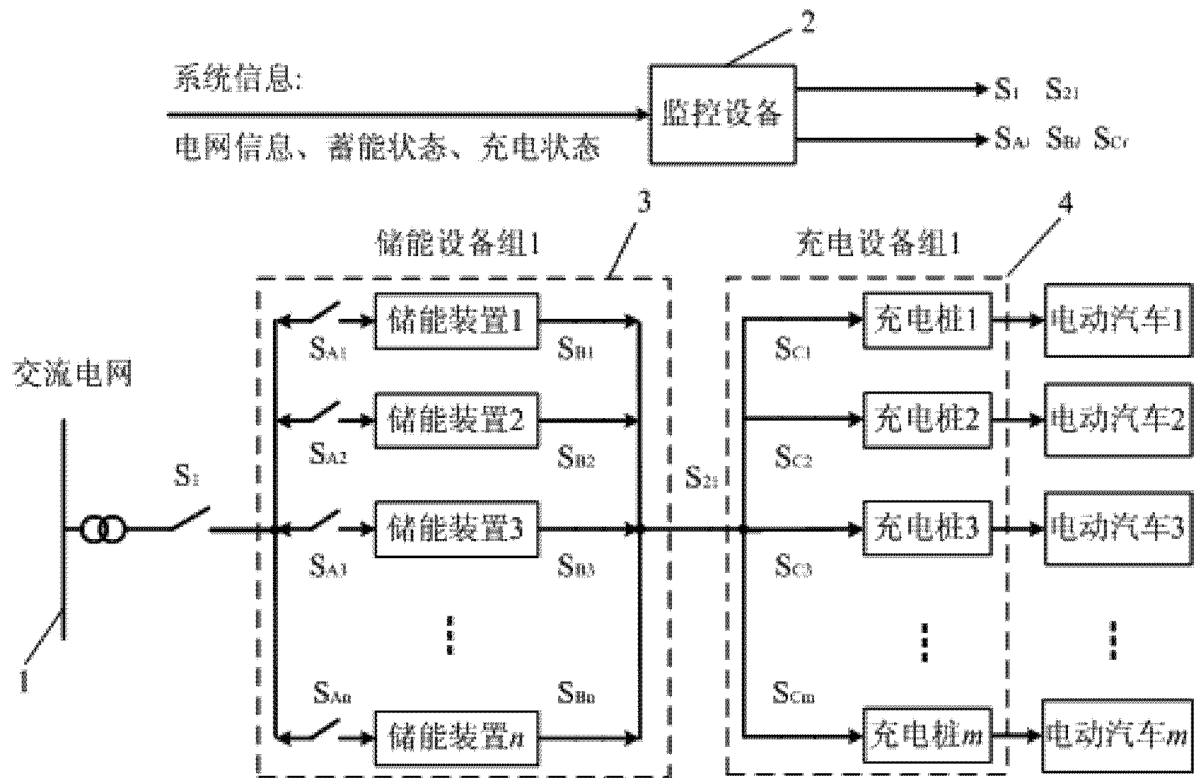 2
系统信息:
监控设备
S1 S21
电网信息、蓄能状态、充电状态
SAi SBi SCi
3
4
储能设备组1
充电设备组1
储能装置1
充电桩1
电动汽车1
SA1
SB1
SC1
交流电网
储能装置2
充电桩2
电动汽车2
SA2
SB2
SC2
S1
S21
储能装置3
充电桩3
电动汽车3
SA3
SB3
SC3
1
SAn
SBn
SCm
储能装置n
充电桩m
电动汽车m